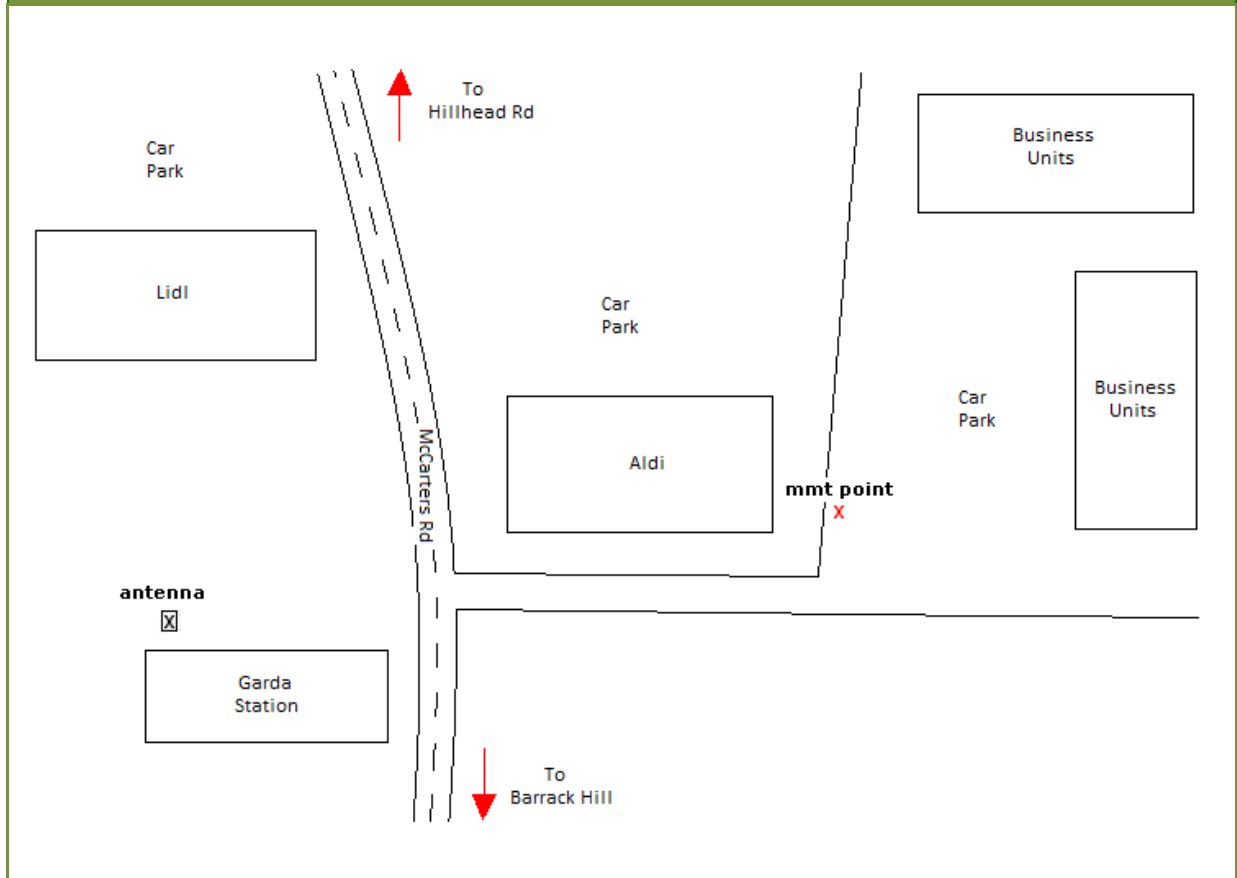 To
Hillhead Rd
Business
Units
Car
Park
Lidl
Car
Park
Business
Units
Car
Park
McCarters Rd
Aldi
mmt point
X
antenna
X
Garda
Station
To
Barrack Hill